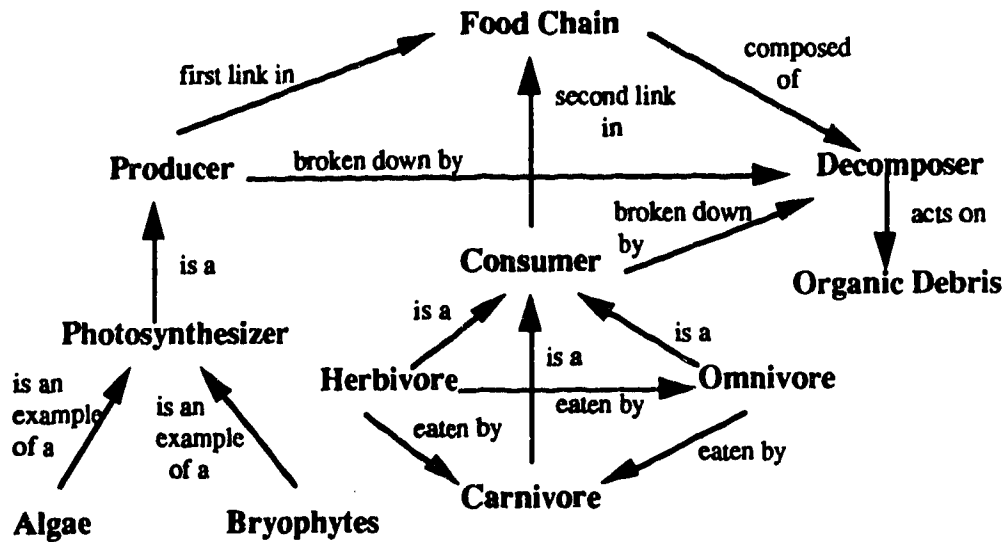 Food Chain
first link in
composed
of
second link
in
Producer
broken down by
Decomposer
broken down
by
acts on
is a
Consumer
Organic Debris
Photosynthesizer
is a
is a
is a
Herbivore
Omnivore
is an
example
of a
is an
example
of a
eaten by
eaten by
eaten by
Carnivore
Algae
Bryophytes